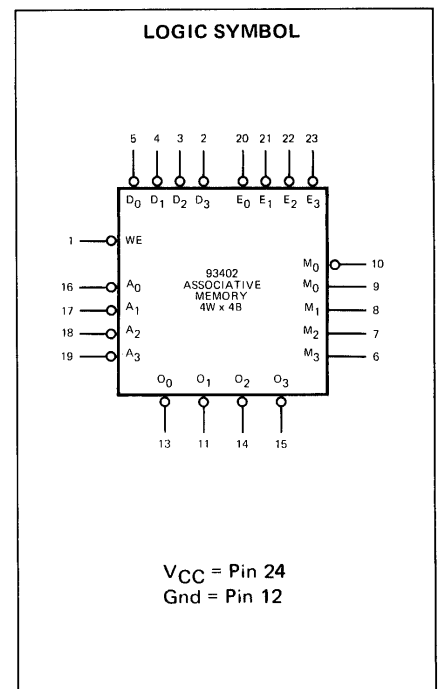 LOGIC SYMBOL
5 4 3 2 20 21 22 23
D0 D1 D2 D3 E0 E1 E2 E3
1 WE
93402
ASSOCIATIVE
MEMORY
4W x 4B
M0 10
16 A0
M0 9
17 A1
M1 8
18 A2
M2 7
19 A3
M3 6
O0 O1 O2 O3
13 11 14 15
VCC = Pin 24
Gnd = Pin 12